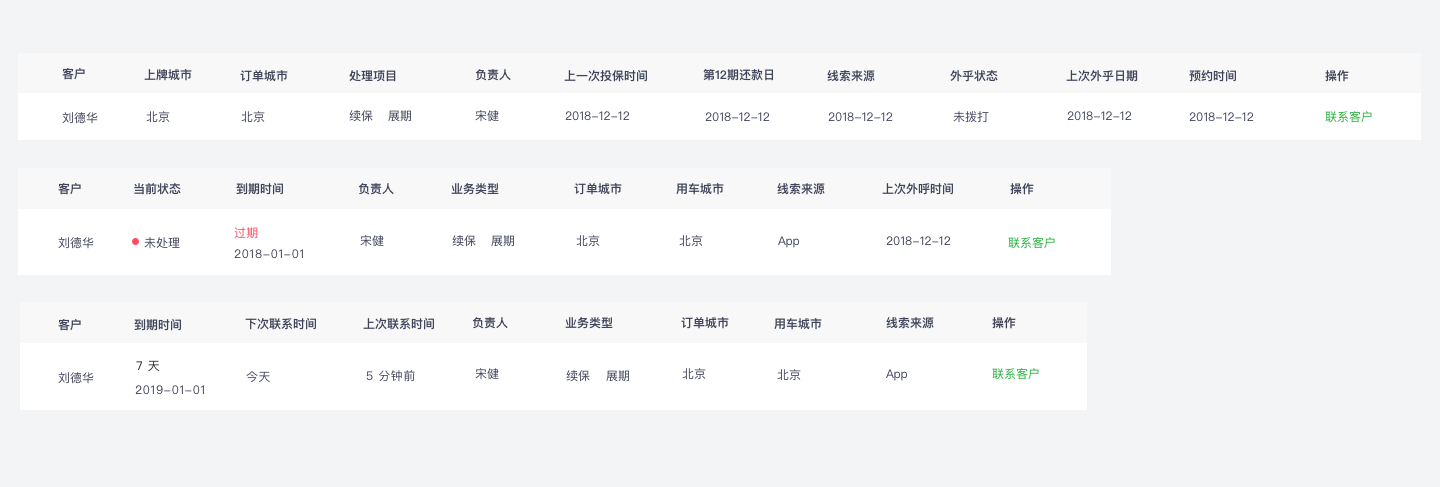 客户 上牌城市 订单城市 处理项目 负责人 上一次投保时间 第12期还款日 线索来源 外乎状态 上次外乎日期 预约时间 操作
刘德华 北京 北京 续保 展期 宋健 2018-12-12 2018-12-12 2018-12-12 未拨打 2018-12-12 2018-12-12 联系客户
客户 当前状态 到期时间 负责人 业务类型 订单城市 用车城市 线索来源 上次外呼时间 操作
刘德华 未处理 过期 宋健 续保 展期 北京 北京 App 2018-12-12 联系客户
2018-01-01
客户 到期时间 下次联系时间 上次联系时间 负责人 业务类型 订单城市 用车城市 线索来源 操作
刘德华 7 天 今天 5 分钟前 宋健 续保 展期 北京 北京 App 联系客户
2019-01-01